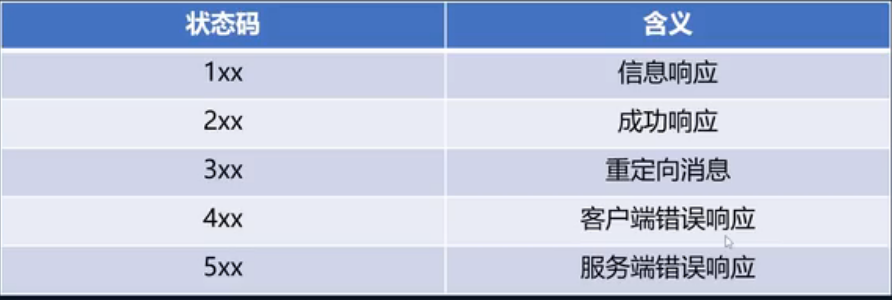 状态码 含义
1xx 信息响应
2xx 成功响应
3xx 重定向消息
4xx 客户端错误响应
5xx 服务端错误响应